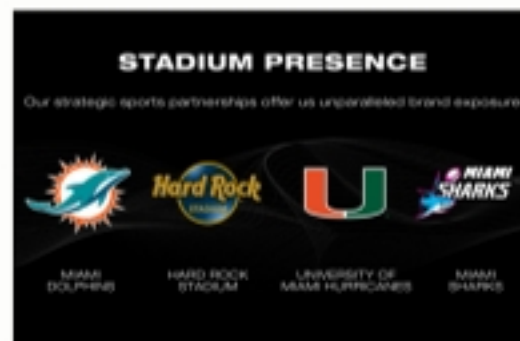 STADIUM PRESENCE
Our strategic sports partnerships offer us unparalleled brand exposure
Hard Rock
STADIUM
MIAMI
SHARKS
MIAMI
DOLPHINS
HARD ROCK
STADIUM
UNIVERSITY OF
MIAMI HURRICANES
MIAMI
SHARKS